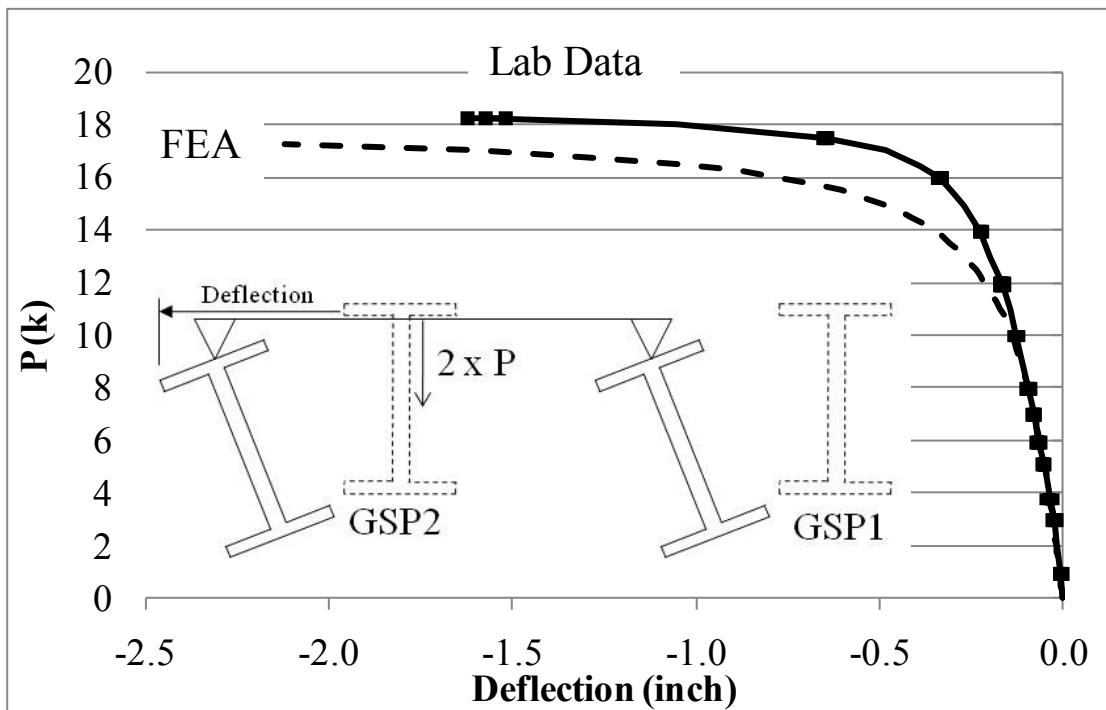 Lab Data
20
18
FEA
16
14
12
Deflection
10
P(k)
2 x P
8
6
4
GSP2
GSP1
2
0
-2.5 -2.0 -1.5 -1.0 -0.5 0.0
Deflection (inch)